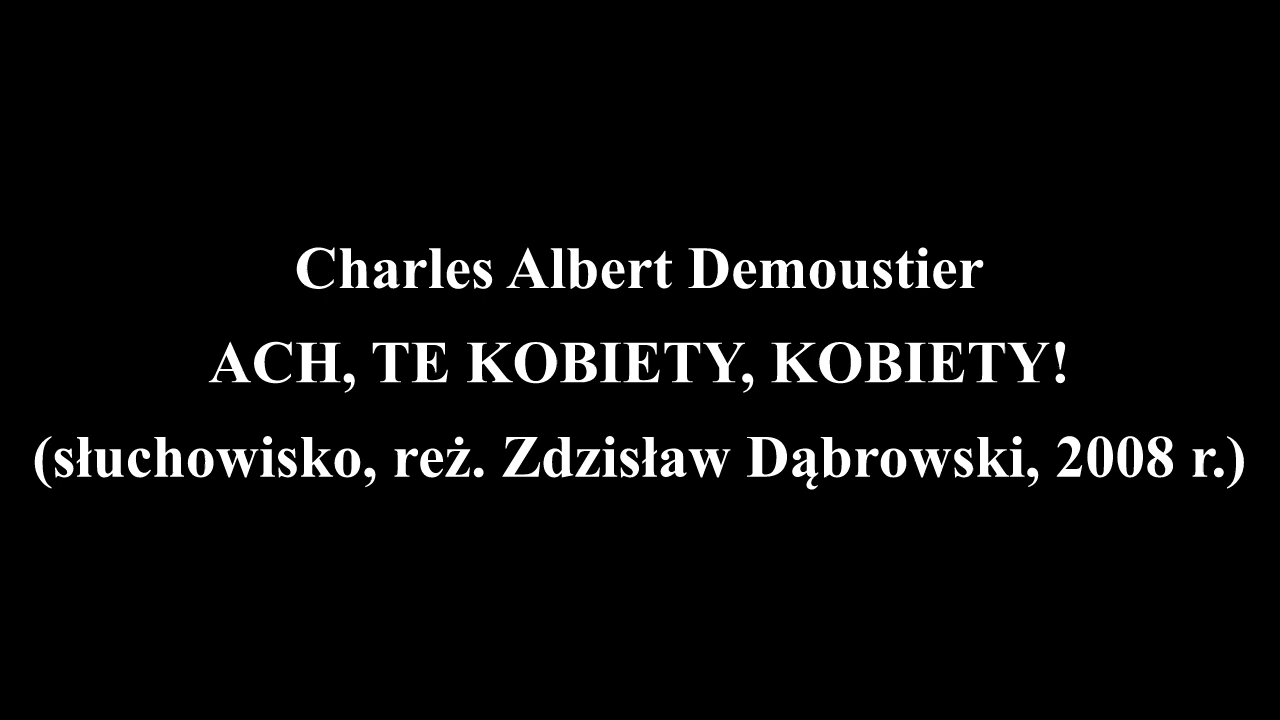 Charles Albert Demoustier
ACH, TE KOBIETY, KOBIETY!
(słuchowisko, reż. Zdzisław Dąbrowski, 2008 r.)